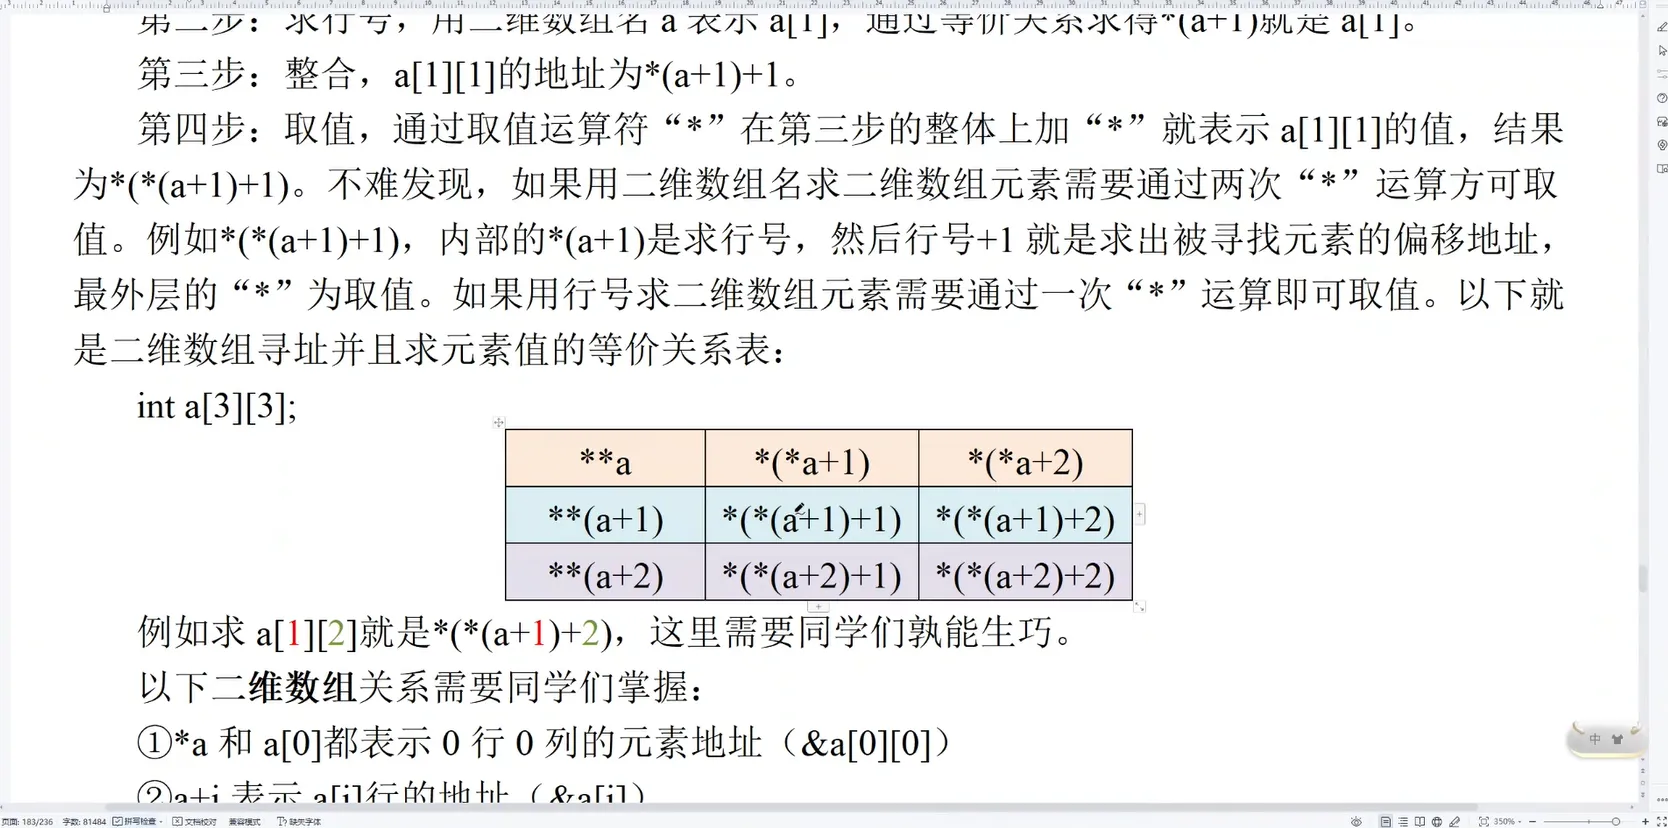 第二步：求行号，用二维数组名 a 表示 a[1]，通过等价关系求得*(a+1)就是 a[1]。
第三步：整合，a[1][1]的地址为*(a+1)+1。
第四步：取值，通过取值运算符“*”在第三步的整体上加“*”就表示 a[1][1]的值，结果
为*(*(a+1)+1)。不难发现，如果用二维数组名求二维数组元素需要通过两次“*”运算方可取
值。例如*(*(a+1)+1)，内部的*(a+1)是求行号，然后行号+1 就是求出被寻找元素的偏移地址，
最外层的“*”为取值。如果用行号求二维数组元素需要通过一次“*”运算即可取值。以下就
是二维数组寻址并且求元素值的等价关系表：
int a[3][3];
**a *(*a+1) *(*a+2)
**(a+1) *(*(a+1)+1) *(*(a+1)+2)
**(a+2) *(*(a+2)+1) *(*(a+2)+2)
例如求 a[1][2]就是*(*(a+1)+2)，这里需要同学们孰能生巧。
以下二维数组关系需要同学们掌握：
①*a 和 a[0]都表示 0 行 0 列的元素地址（&a[0][0]）
②a+i 表示 a[i]行的地址（&a[i]）
中
页面: 183/236 字数: 81484 拼写检查 文档校对 兼容模式 缺失字体 350%